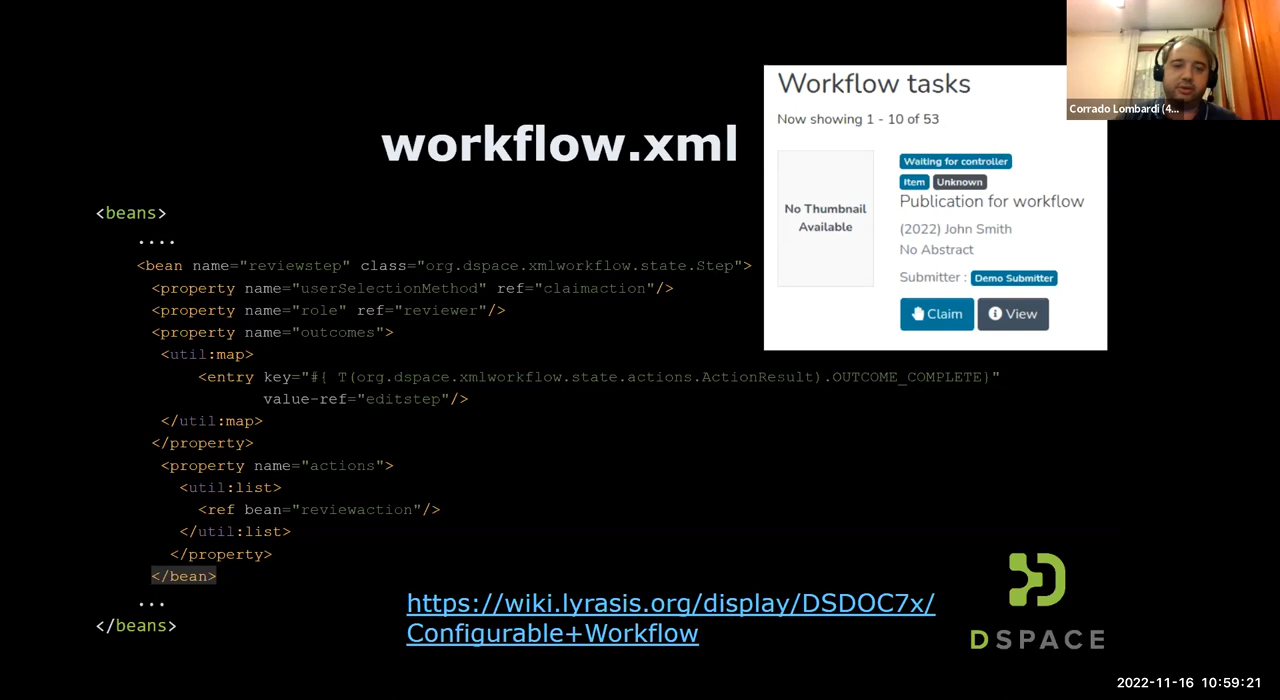 workflow.xml
<beans>
....
<bean name="reviewstep" class="org.dspace.xmlworkflow.state.Step">
<property name="userSelectionMethod" ref="claimaction"/>
<property name="role" ref="reviewer"/>
<property name="outcomes">
<util:map>
<entry key="#{ T(org.dspace.xmlworkflow.state.actions.ActionResult).OUTCOME_COMPLETE}"
value-ref="editstep"/>
</util:map>
</property>
<property name="actions">
<util:list>
<ref bean="reviewaction"/>
</util:list>
</property>
</bean>
...
</beans>
Workflow tasks
Now showing 1 - 10 of 53
No Thumbnail
Available
Waiting for controller
Item Unknown
Publication for workflow
(2022) John Smith
No Abstract
Submitter : Demo Submitter
Claim View
Corrado Lombardi (4...
https://wiki.lyrasis.org/display/DSDOC7x/
Configurable+Workflow
DSPACE
2022-11-16 10:59:21